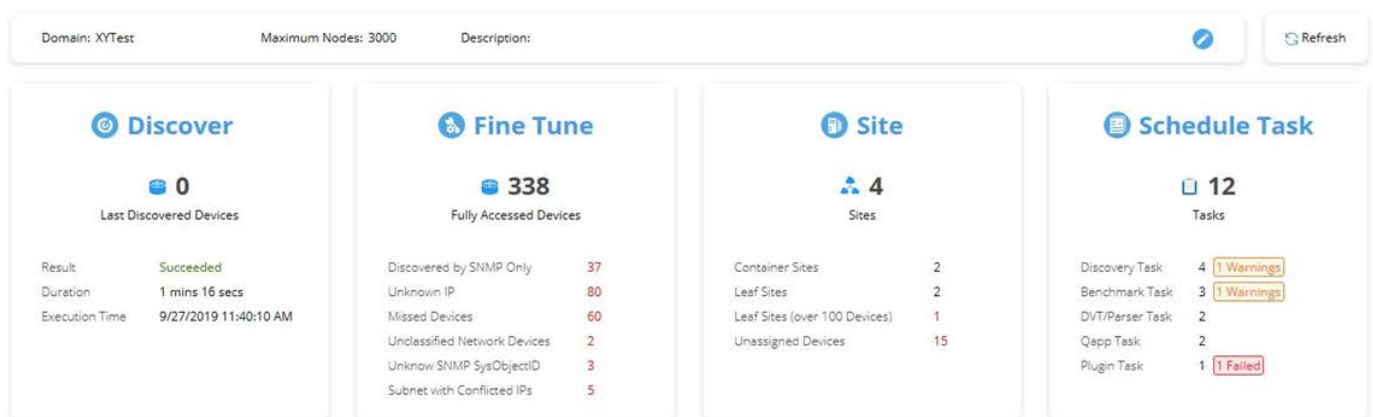 Domain: XYTest Maximum Nodes: 3000 Description: Refresh
Discover
0
Last Discovered Devices
Result Succeeded
Duration 1 mins 16 secs
Execution Time 9/27/2019 11:40:10 AM
Fine Tune
338
Fully Accessed Devices
Discovered by SNMP Only 37
Unknown IP 80
Missed Devices 60
Unclassified Network Devices 2
Unknow SNMP SysObjectID 3
Subnet with Conflicted IPs 5
Site
4
Sites
Container Sites 2
Leaf Sites 2
Leaf Sites (over 100 Devices) 1
Unassigned Devices 15
Schedule Task
12
Tasks
Discovery Task 4 1 Warnings
Benchmark Task 3 1 Warnings
DVT/Parser Task 2
Qapp Task 2
Plugin Task 1 1 Failed